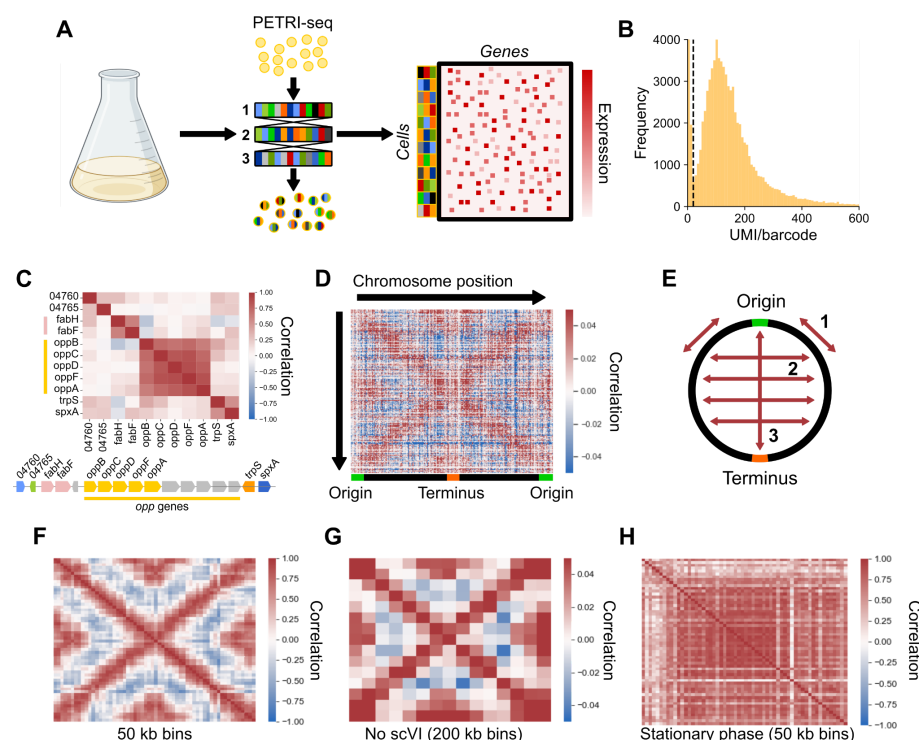 A
PETRI-seq
1
2
3
Genes
Cells
Expression
B
Frequency
4000
3000
2000
1000
0
0
200
400
600
UMI/barcode
C
04760
04765
fabH
fabF
oppB
oppC
oppD
oppF
oppA
trpS
spxA
04760
04765
fabH
fabF
oppB
oppC
oppD
oppF
oppA
trpS
spxA
1.00
0.75
0.50
0.25
0.00
-0.25
-0.50
-0.75
-1.00
Correlation
04760
04765
fabH
fabF
oppB
oppC
oppD
oppF
oppA
trpS
spxA
opp genes
D
Chromosome position
0.04
0.02
0.00
-0.02
-0.04
Correlation
Origin
Terminus
Origin
E
Origin
1
2
3
Terminus
F
1.00
0.75
0.50
0.25
0.00
-0.25
-0.50
-0.75
-1.00
Correlation
50 kb bins
G
0.04
0.02
0.00
-0.02
-0.04
Correlation
No scVI (200 kb bins)
H
1.00
0.75
0.50
0.25
0.00
-0.25
-0.50
-0.75
-1.00
Correlation
Stationary phase (50 kb bins)